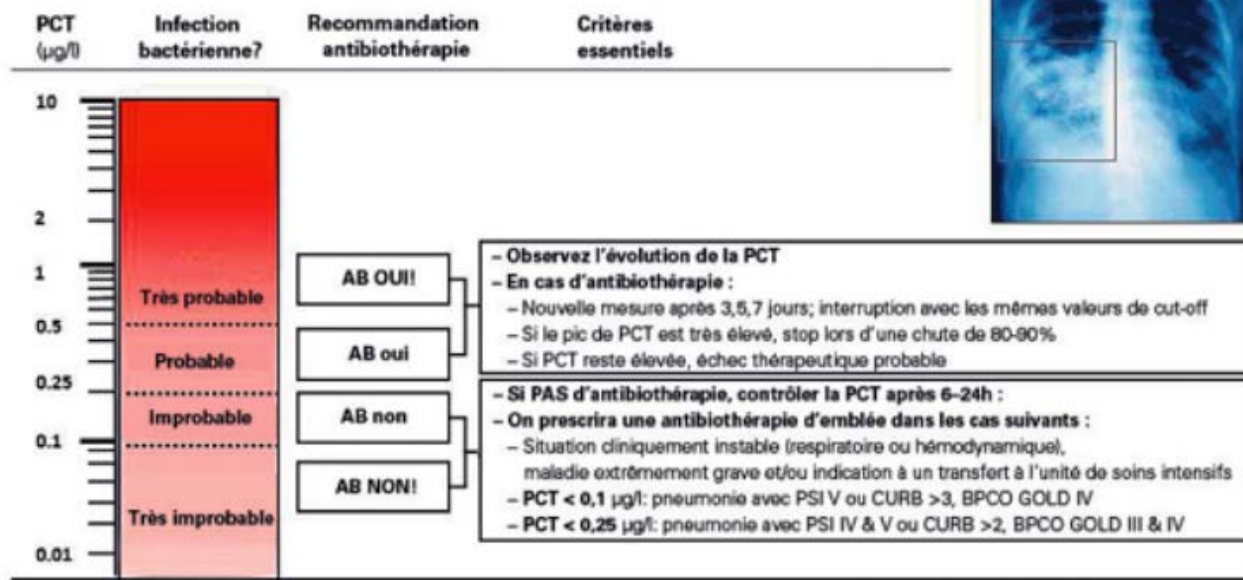 PCT
(µg/l)
Infection
bactérienne?
Recommandation
antibiothérapie
Critères
essentiels
10
2
1
0.5
0.25
0.1
0.01
Très probable
Probable
Improbable
Très improbable
AB OUI!
AB oui
AB non
AB NON!
– Observez l'évolution de la PCT
– En cas d'antibiothérapie :
– Nouvelle mesure après 3,5,7 jours; interruption avec les mêmes valeurs de cut-off
– Si le pic de PCT est très élevé, stop lors d'une chute de 80-90%
– Si PCT reste élevée, échec thérapeutique probable
– Si PAS d'antibiothérapie, contrôler la PCT après 6–24h :
– On prescrira une antibiothérapie d'emblée dans les cas suivants :
– Situation cliniquement instable (respiratoire ou hémodynamique),
maladie extrêmement grave et/ou indication à un transfert à l'unité de soins intensifs
– PCT < 0,1 µg/l: pneumonie avec PSI V ou CURB >3, BPCO GOLD IV
– PCT < 0,25 µg/l: pneumonie avec PSI IV & V ou CURB >2, BPCO GOLD III & IV